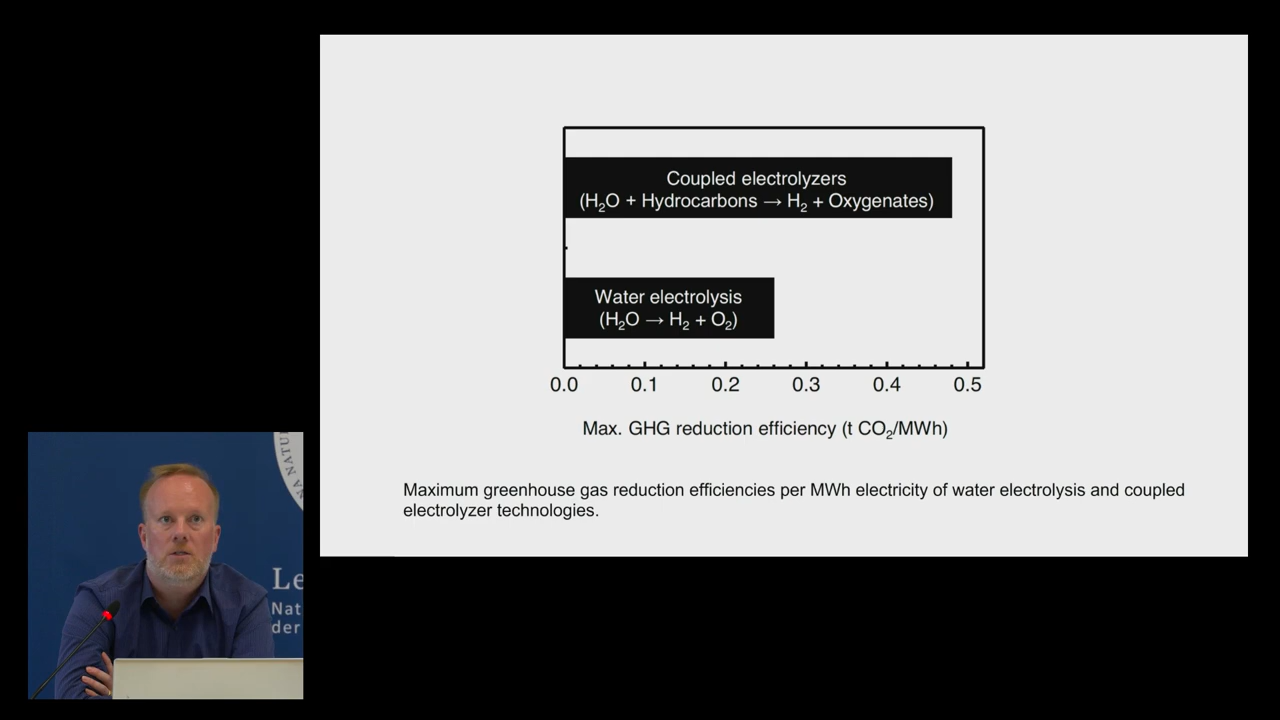 Coupled electrolyzers
(H₂O + Hydrocarbons → H₂ + Oxygenates)
Water electrolysis
(H₂O → H₂ + O₂)
0.0 0.1 0.2 0.3 0.4 0.5
Max. GHG reduction efficiency (t CO₂/MWh)
Maximum greenhouse gas reduction efficiencies per MWh electricity of water electrolysis and coupled
electrolyzer technologies.
Le
Nat
der